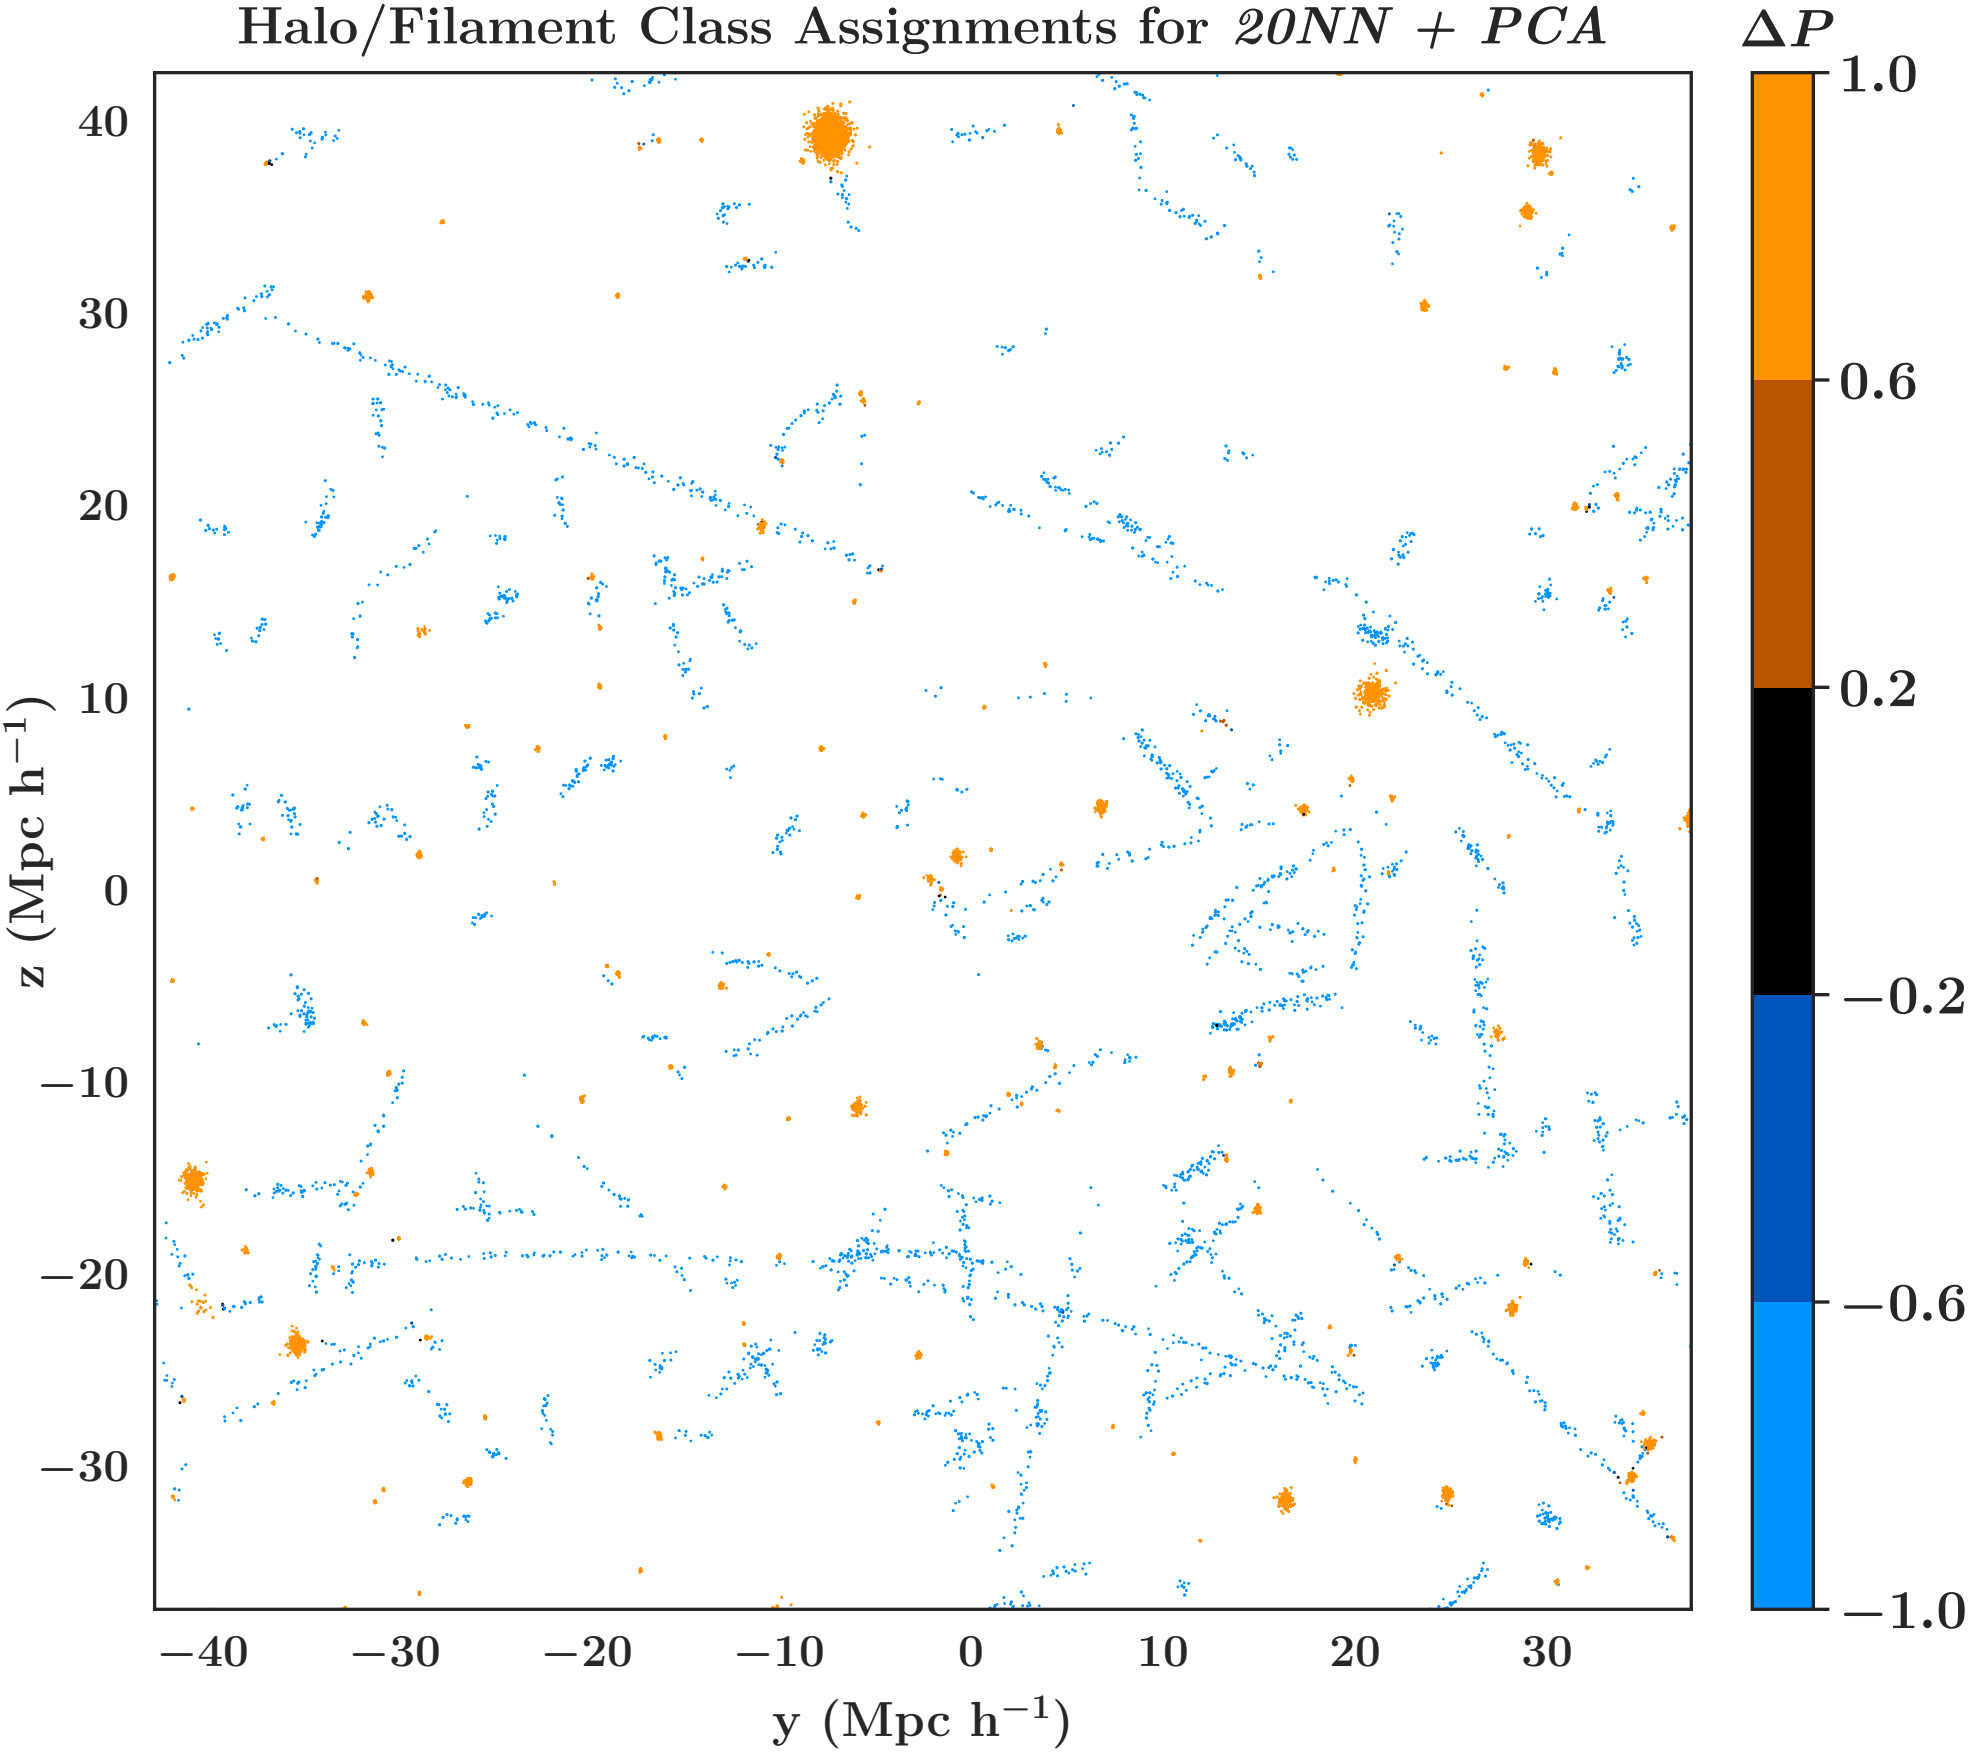 Halo/Filament Class Assignments for 20NN + PCA
ΔP
1.0
0.6
0.2
−0.2
−0.6
−1.0
40
30
20
10
0
−10
−20
−30
z (Mpc h⁻¹)
−40 −30 −20 −10 0 10 20 30
y (Mpc h⁻¹)